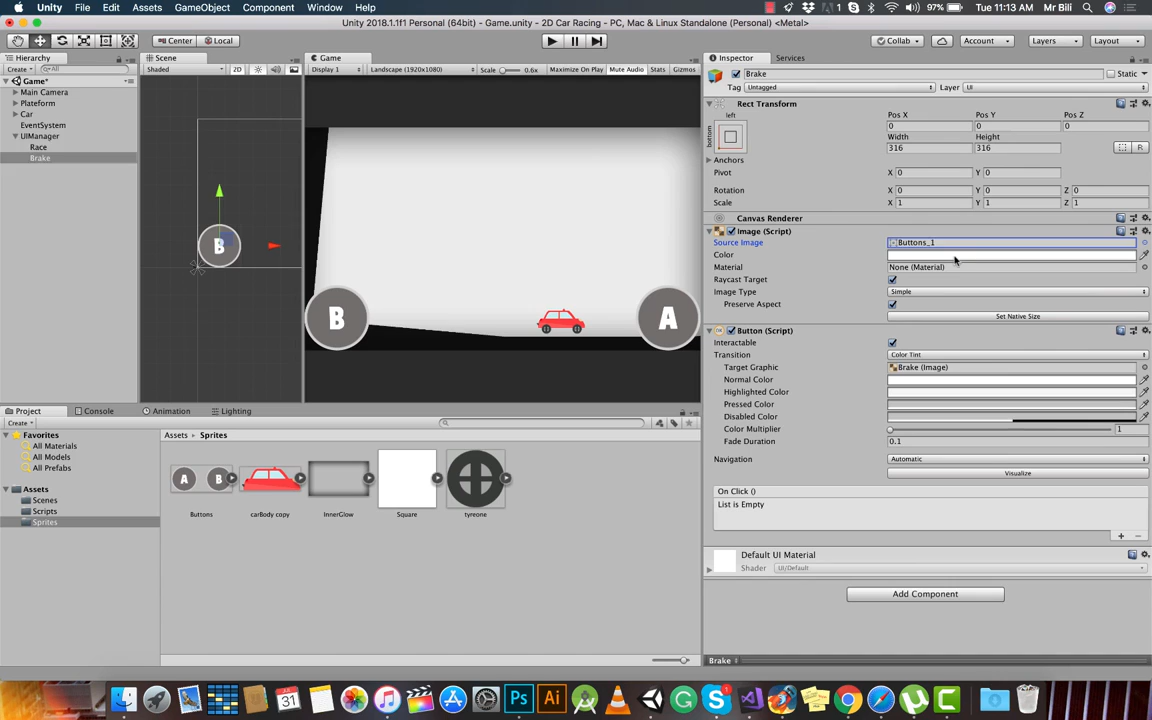 Unity File Edit Assets GameObject Component Window Help 1 97% Tue 11:13 AM Mr Bili
Unity 2018.1.1f1 Personal (64bit) - Game.unity - 2D Car Racing - PC, Mac & Linux Standalone (Personal) <Metal>
Center Local Collab Account Layers Layout
Hierarchy
Create All
Game*
Main Camera
Plateform
Car
EventSystem
UIManager
Race
Brake
Scene
Shaded 2D
B
Game
Display 1 Landscape (1920x1080) Scale 0.6x Maximize On Play Mute Audio Stats Gizmos
B A
Inspector Services
Brake Static
Tag Untagged Layer UI
Rect Transform
left
bottom
Pos X Pos Y Pos Z
0 0 0
Width Height
316 316
R
Anchors
Pivot X 0 Y 0
Rotation X 0 Y 0 Z 0
Scale X 1 Y 1 Z 1
Canvas Renderer
Image (Script)
Source Image Buttons_1
Color
Material None (Material)
Raycast Target
Image Type Simple
Preserve Aspect
Set Native Size
Button (Script)
Interactable
Transition Color Tint
Target Graphic Brake (Image)
Normal Color
Highlighted Color
Pressed Color
Disabled Color
Color Multiplier 1
Fade Duration 0.1
Navigation Automatic
Visualize
On Click ()
List is Empty
Default UI Material
Shader UI/Default
Add Component
Brake
Project Console Animation Lighting
Create
Favorites
All Materials
All Models
All Prefabs
Assets
Scenes
Scripts
Sprites
Assets Sprites
A B
Buttons carBody copy InnerGlow Square tyreone
31 Ps Ai